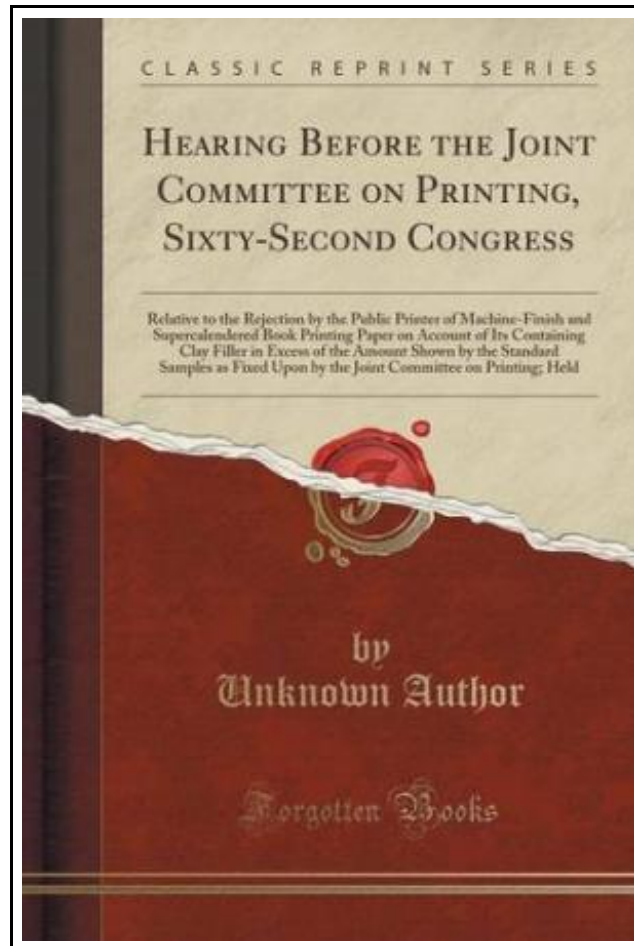 CLASSIC REPRINT SERIES
HEARING BEFORE THE JOINT
COMMITTEE ON PRINTING,
SIXTY-SECOND CONGRESS
Relative to the Rejection by the Public Printer of Machine-Finish and
Supercalendered Book Printing Paper on Account of Its Containing
Clay Filler in Excess of the Amount Shown by the Standard
Samples as Fixed Upon by the Joint Committee on Printing; Held
by
Unknown Author
Forgotten Books